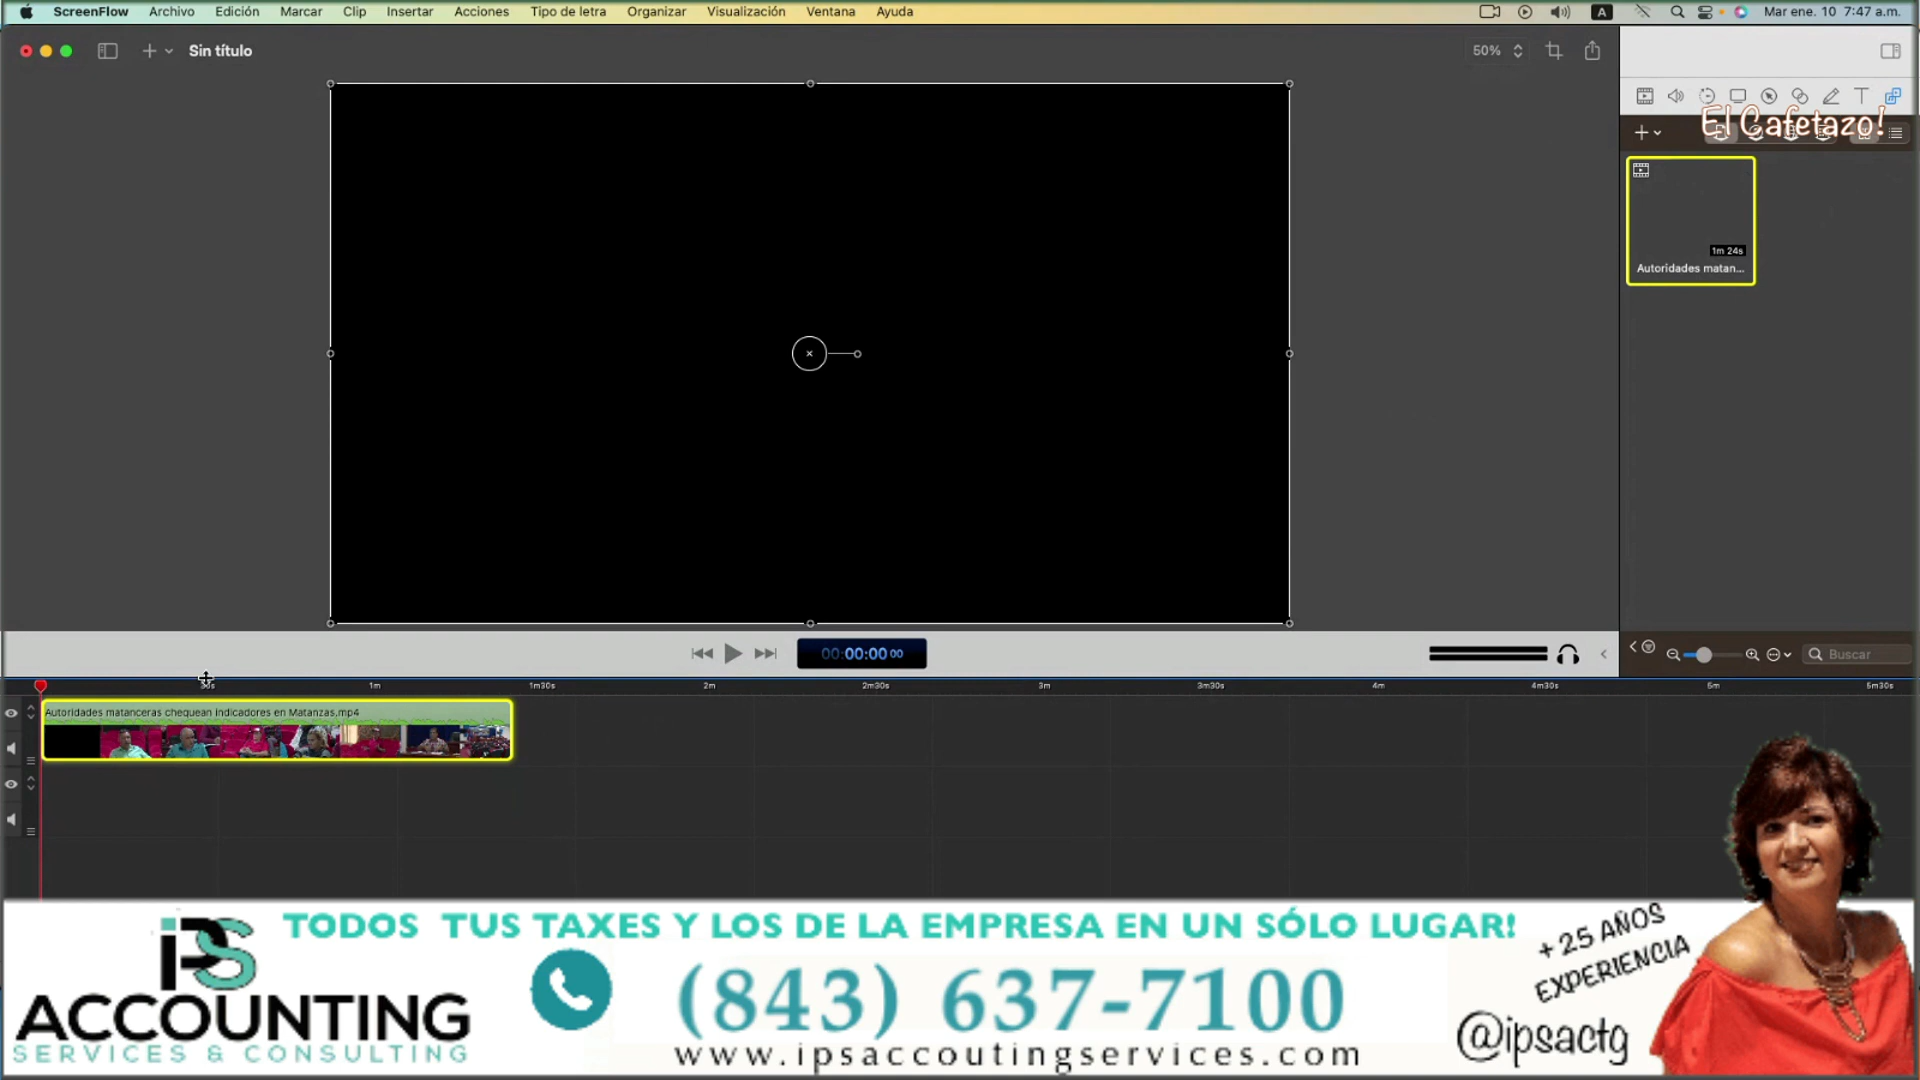 ScreenFlow Archivo Edición Marcar Clip Insertar Acciones Tipo de letra Organizar Visualización Ventana Ayuda A Mar ene. 10 7:47 a.m.
Sin título
50%
El Cafetazo!
1m 24s
Autoridades matan...
00:00:00 00
Buscar
30s 1m 1m30s 2m 2m30s 3m 3m30s 4m 4m30s 5m 5m30s
Autoridades matanceras chequean indicadores en Matanzas.mp4
TODOS TUS TAXES Y LOS DE LA EMPRESA EN UN SÓLO LUGAR!
iPS
ACCOUNTING
SERVICES & CONSULTING
(843) 637-7100
www.ipsaccoutingservices.com
+ 25 AÑOS
EXPERIENCIA
@ipsactg